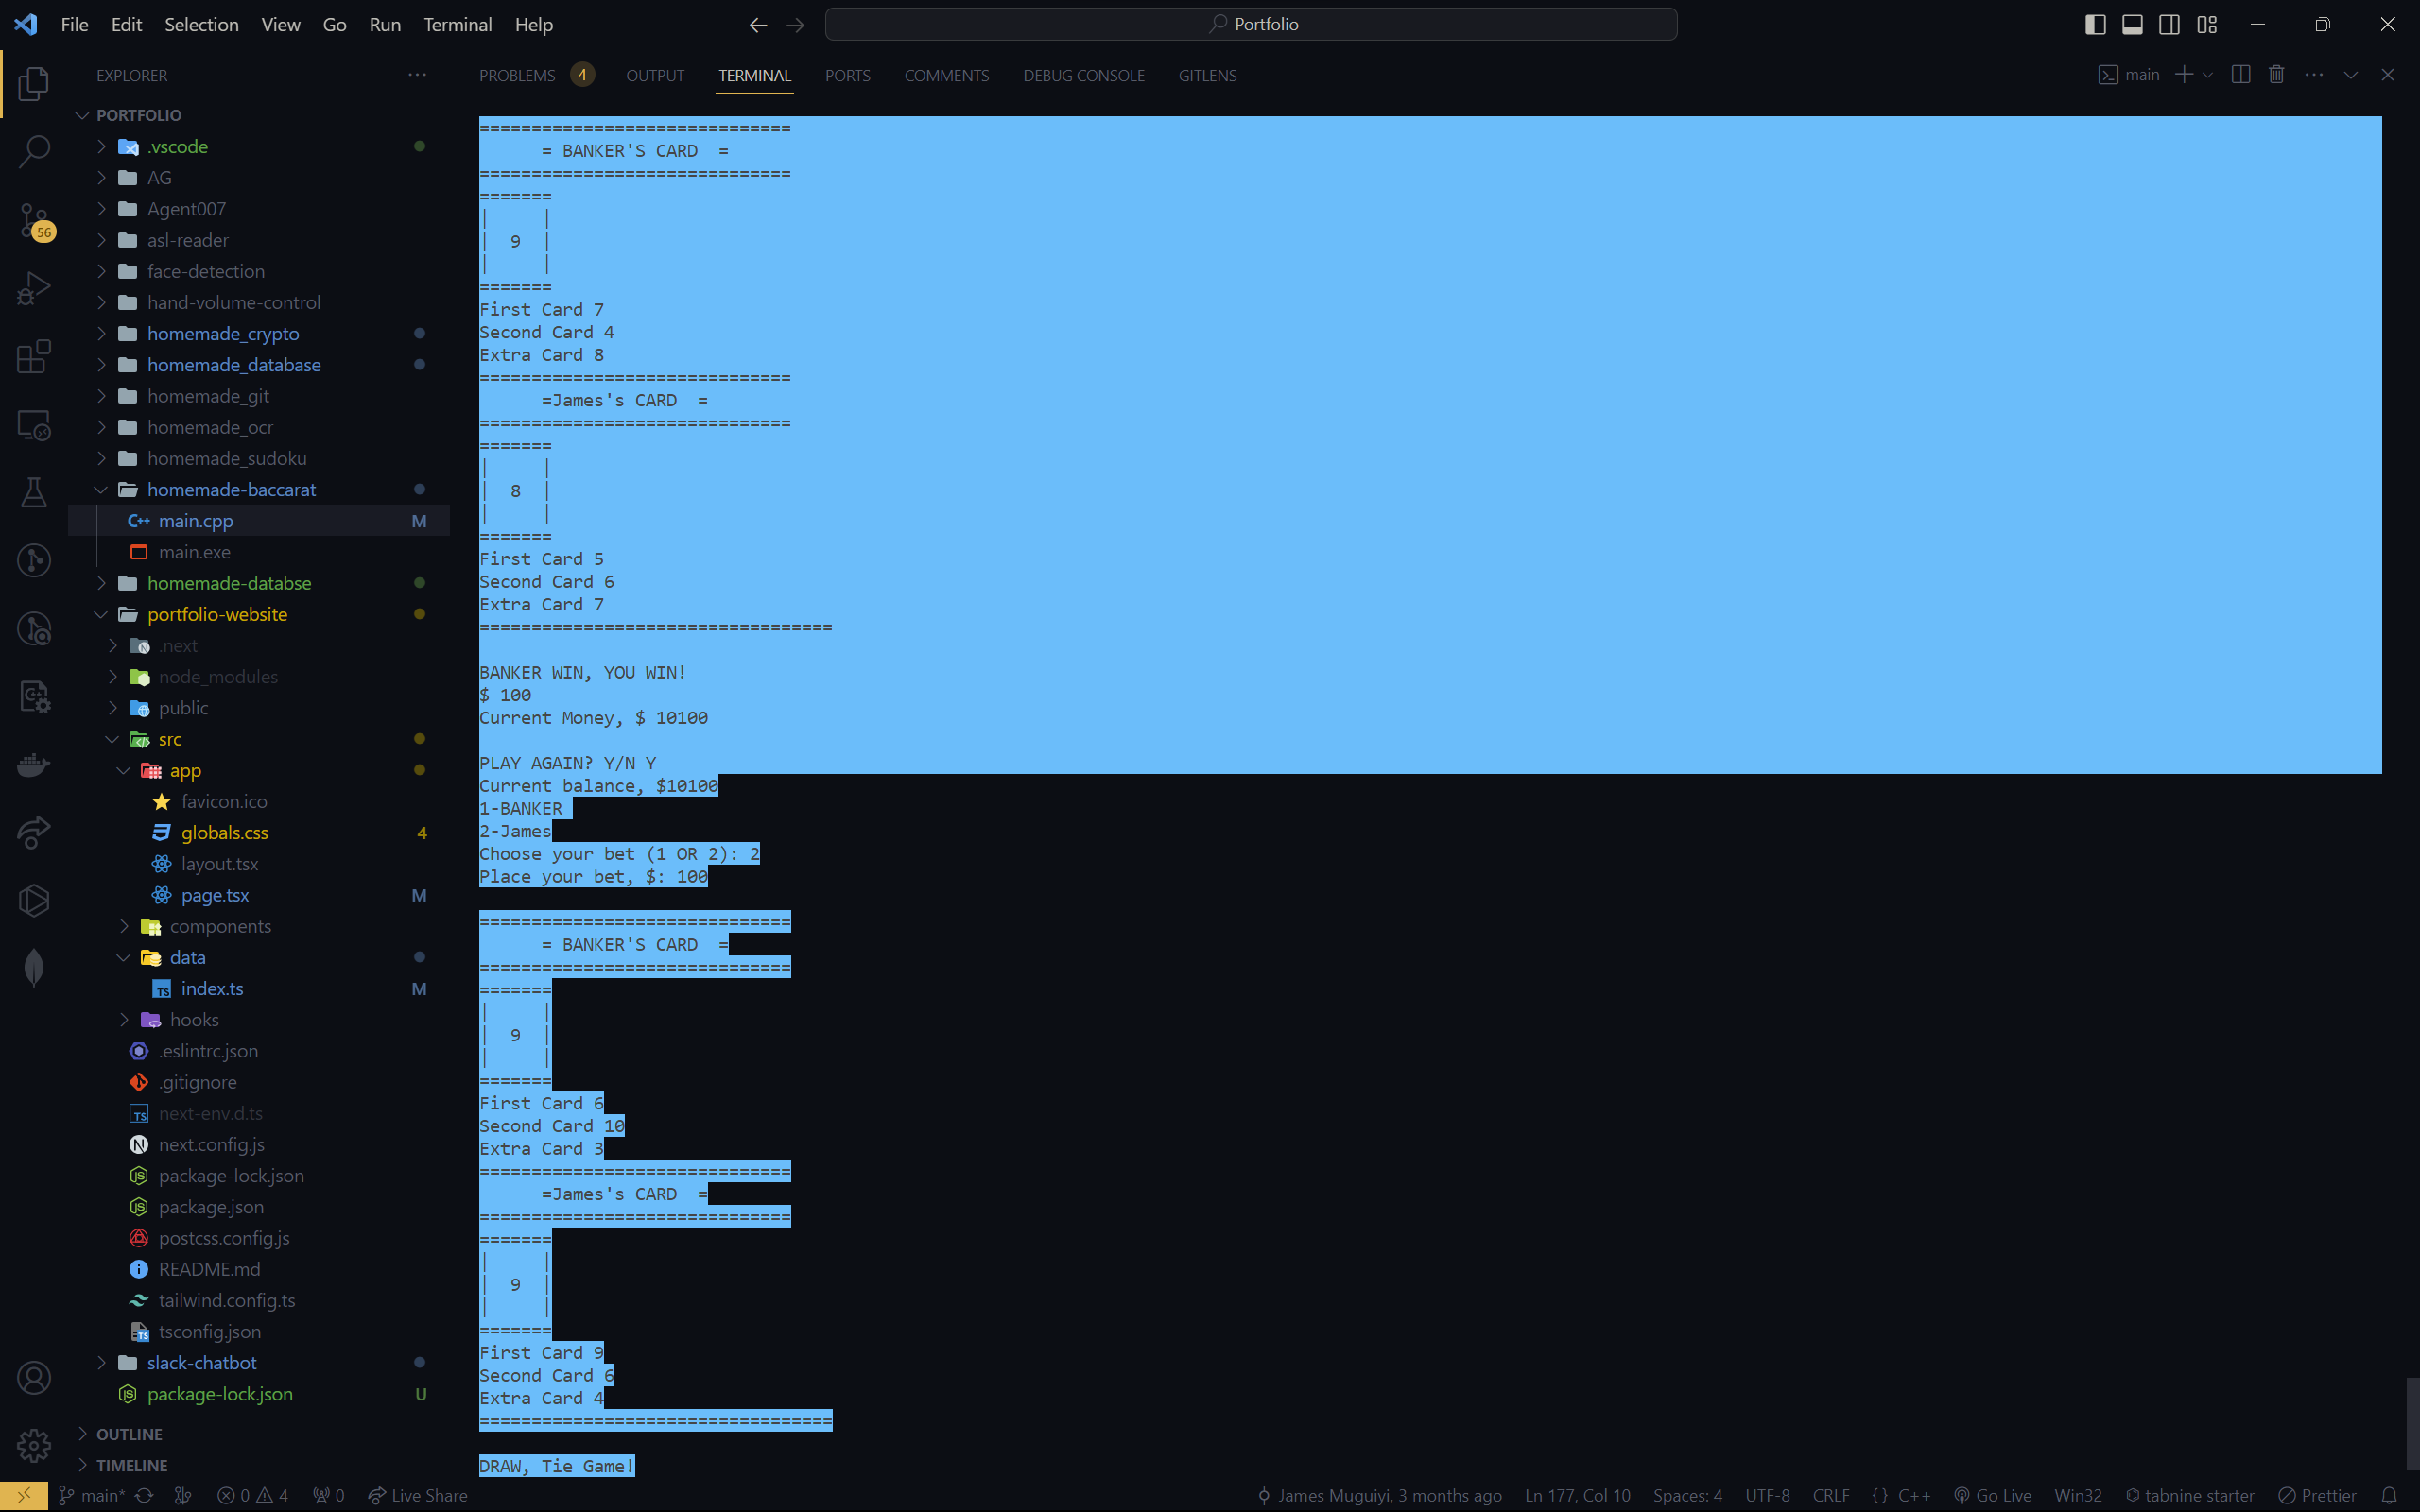 File Edit Selection View Go Run Terminal Help
Portfolio
EXPLORER
PORTFOLIO
.vscode
AG
Agent007
asl-reader
face-detection
hand-volume-control
homemade_crypto
homemade_database
homemade_git
homemade_ocr
homemade_sudoku
homemade-baccarat
main.cpp M
main.exe
homemade-databse
portfolio-website
.next
node_modules
public
src
app
favicon.ico
globals.css 4
layout.tsx
page.tsx M
components
data
index.ts M
hooks
.eslintrc.json
.gitignore
next-env.d.ts
next.config.js
package-lock.json
package.json
postcss.config.js
README.md
tailwind.config.ts
tsconfig.json
slack-chatbot
package-lock.json U
OUTLINE
TIMELINE
56
PROBLEMS 4 OUTPUT TERMINAL PORTS COMMENTS DEBUG CONSOLE GITLENS
main
==============================
= BANKER'S CARD =
==============================
=======
|     |
|  9  |
|     |
=======
First Card 7
Second Card 4
Extra Card 8
==============================
=James's CARD =
==============================
=======
|     |
|  8  |
|     |
=======
First Card 5
Second Card 6
Extra Card 7
==================================
BANKER WIN, YOU WIN!
$ 100
Current Money, $ 10100
PLAY AGAIN? Y/N Y
Current balance, $10100
1-BANKER
2-James
Choose your bet (1 OR 2): 2
Place your bet, $: 100
==============================
= BANKER'S CARD =
==============================
=======
|     |
|  9  |
|     |
=======
First Card 6
Second Card 10
Extra Card 3
==============================
=James's CARD =
==============================
=======
|     |
|  9  |
|     |
=======
First Card 9
Second Card 6
Extra Card 4
==================================
DRAW, Tie Game!
main* 0 4 0 Live Share James Muguiyi, 3 months ago Ln 177, Col 10 Spaces: 4 UTF-8 CRLF {} C++ Go Live Win32 tabnine starter Prettier